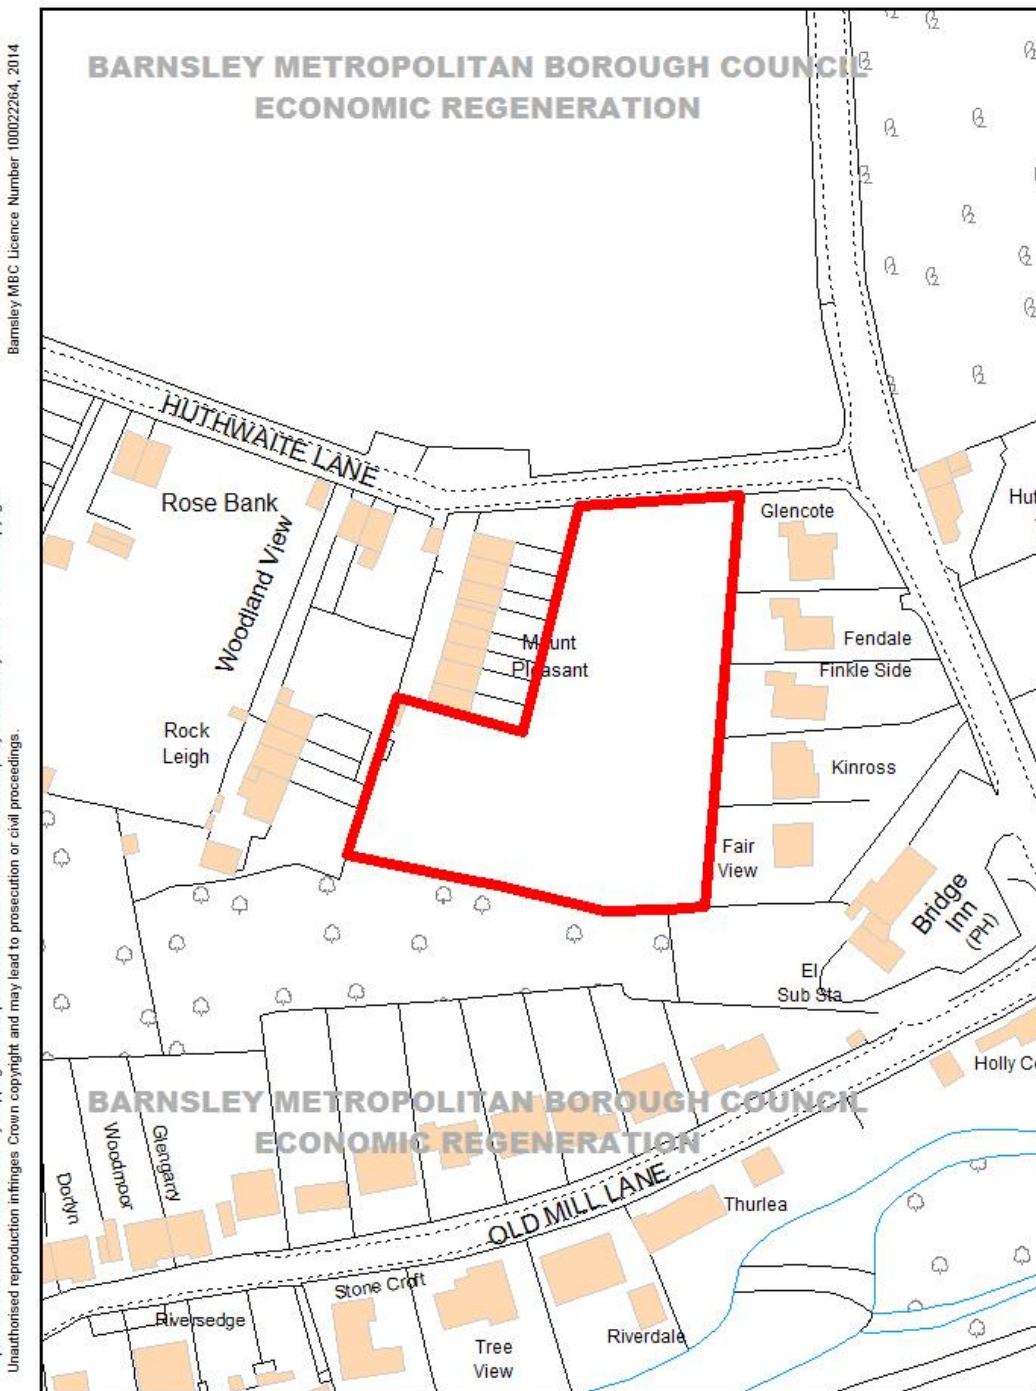 Barnsley MBC Licence Number 100022264, 2014
Unauthorised reproduction infringes Crown copyright and may lead to prosecution or civil proceedings.
BARNSLEY METROPOLITAN BOROUGH COUNCIL
ECONOMIC REGENERATION
HUTHWAITE LANE
Rose Bank
Woodland View
Glencote
Mount
Pleasant
Fendale
Finkle Side
Rock
Leigh
Kinross
Fair
View
Bridge
Inn
(PH)
El
Sub Sta
Holly
BARNSLEY METROPOLITAN BOROUGH COUNCIL
ECONOMIC REGENERATION
Dorlyn
Woodmoor
Glengarry
OLD MILL LANE
Thurlea
Stone Croft
Riversedge
Tree
View
Riverdale